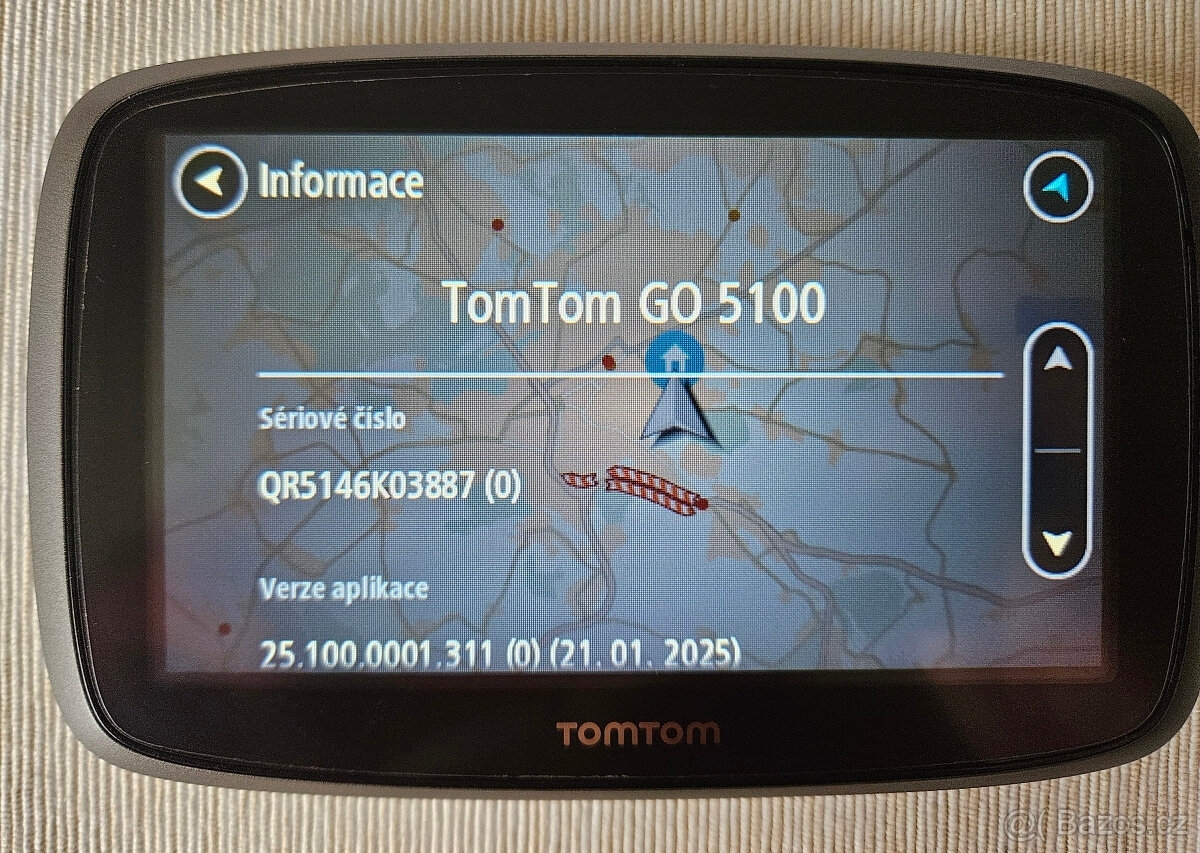 Informace
TomTom GO 5100
Sériové číslo
QR5146K03887 (0)
Verze aplikace
25.100.0001.311 (0) (21. 01. 2025)
TOMTOM
@( Bazos.cz